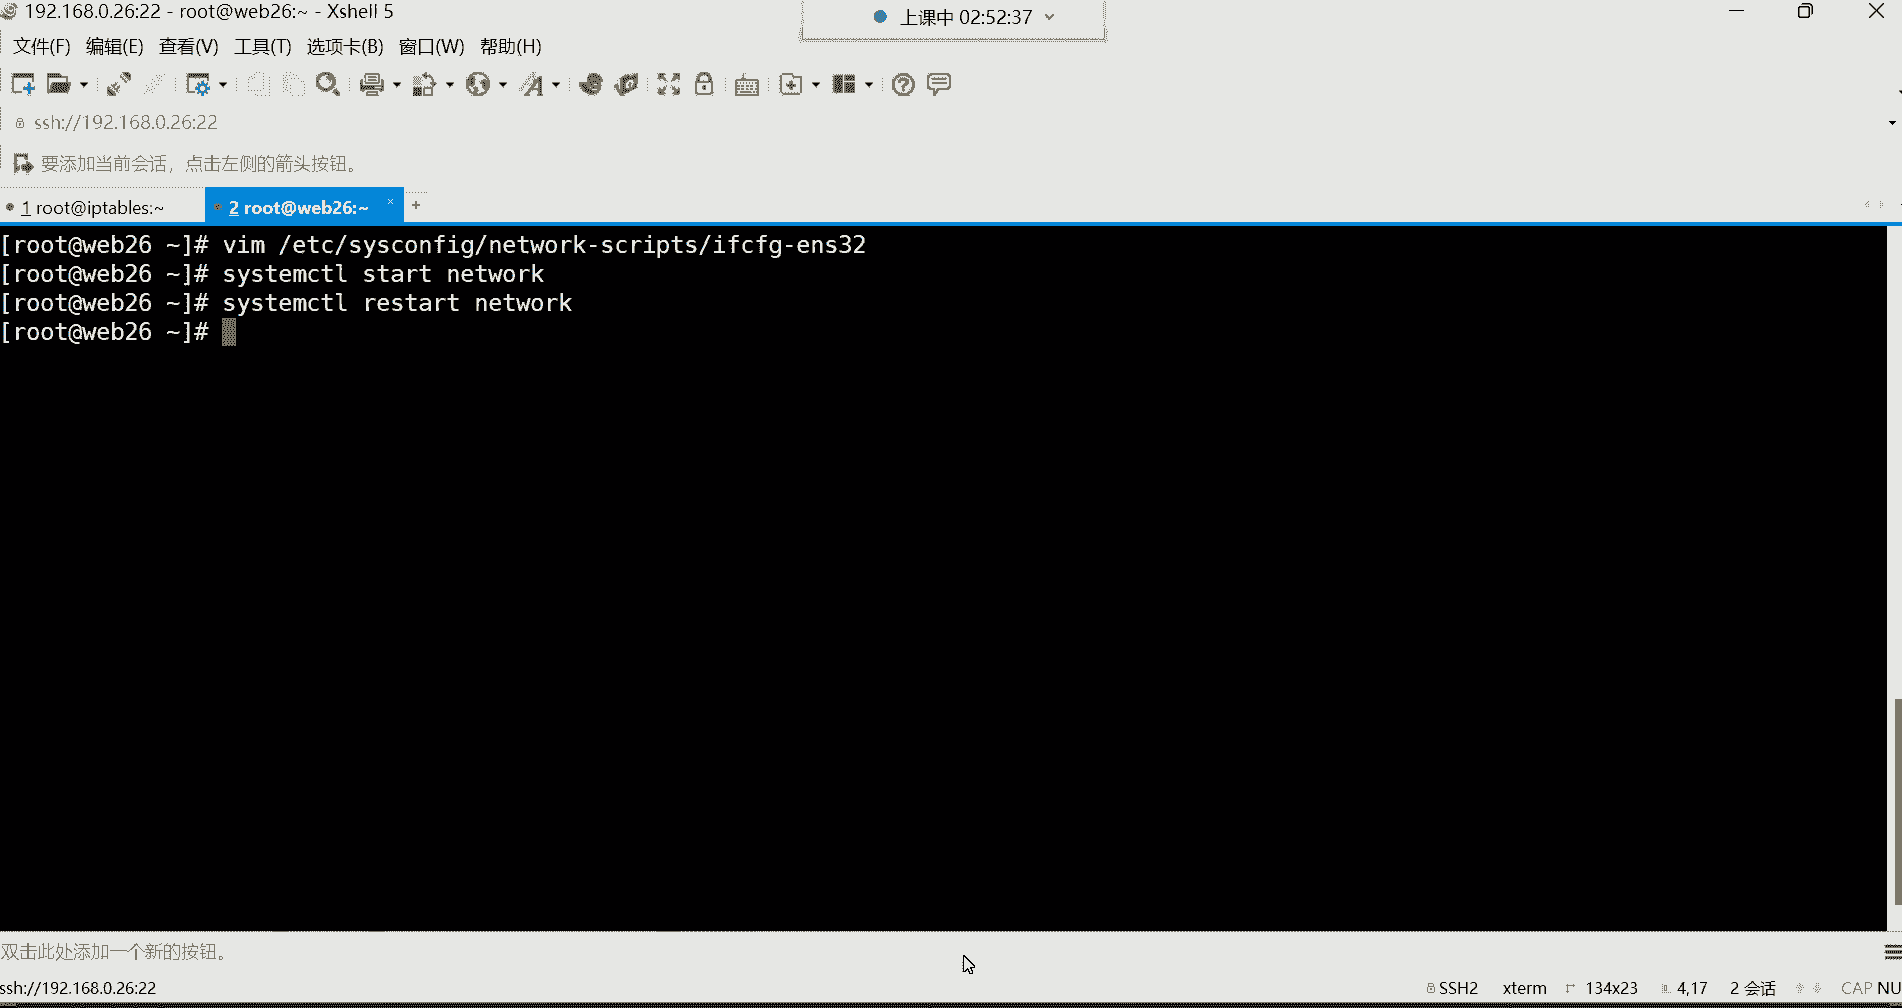 192.168.0.26:22 - root@web26:~ - Xshell 5
上课中 02:52:37
文件(F) 编辑(E) 查看(V) 工具(T) 选项卡(B) 窗口(W) 帮助(H)
ssh://192.168.0.26:22
要添加当前会话，点击左侧的箭头按钮。
1 root@iptables:~ 2 root@web26:~ × +
[root@web26 ~]# vim /etc/sysconfig/network-scripts/ifcfg-ens32
[root@web26 ~]# systemctl start network
[root@web26 ~]# systemctl restart network
[root@web26 ~]#
双击此处添加一个新的按钮。
ssh://192.168.0.26:22 SSH2 xterm 134x23 4,17 2 会话 CAP NU